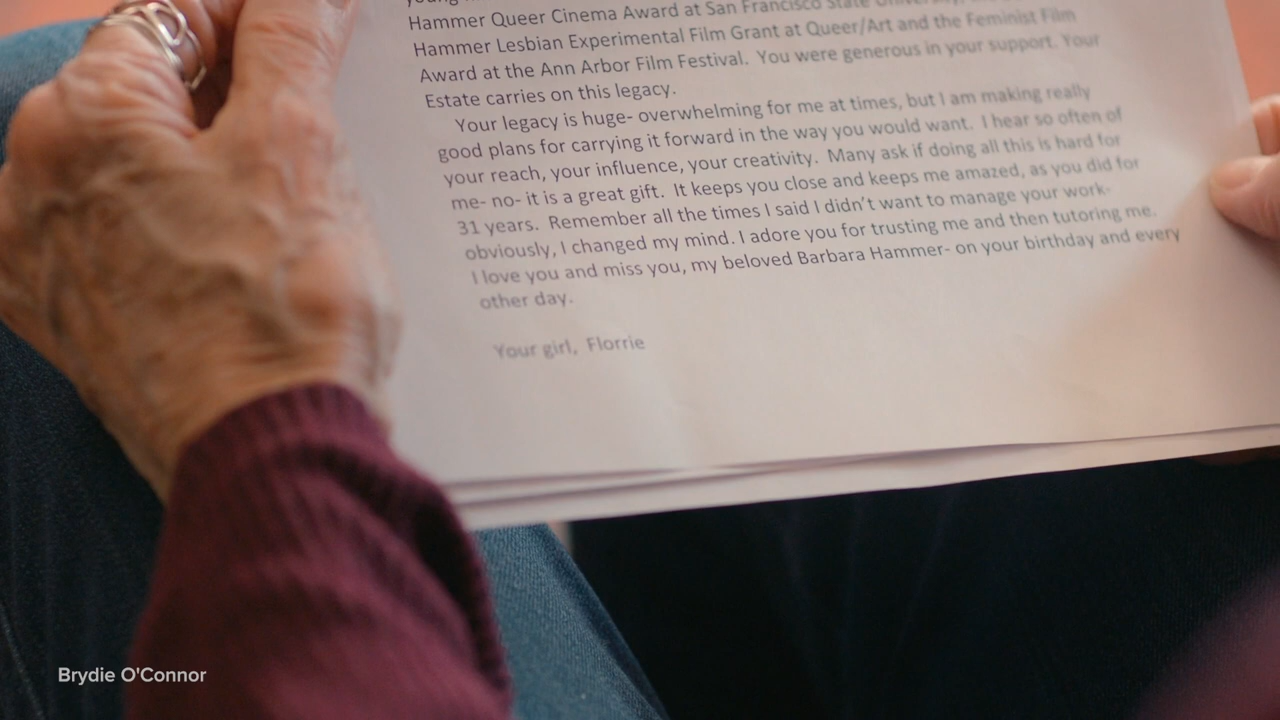 young
Hammer Queer Cinema Award at San Francisco State University,
Hammer Lesbian Experimental Film Grant at Queer/Art and the Feminist Film
Award at the Ann Arbor Film Festival. You were generous in your support. Your
Estate carries on this legacy.
Your legacy is huge- overwhelming for me at times, but I am making really
good plans for carrying it forward in the way you would want. I hear so often of
your reach, your influence, your creativity. Many ask if doing all this is hard for
me- no- it is a great gift. It keeps you close and keeps me amazed, as you did for
31 years. Remember all the times I said I didn't want to manage your work-
obviously, I changed my mind. I adore you for trusting me and then tutoring me.
I love you and miss you, my beloved Barbara Hammer- on your birthday and every
other day.
Your girl, Florrie
Brydie O'Connor